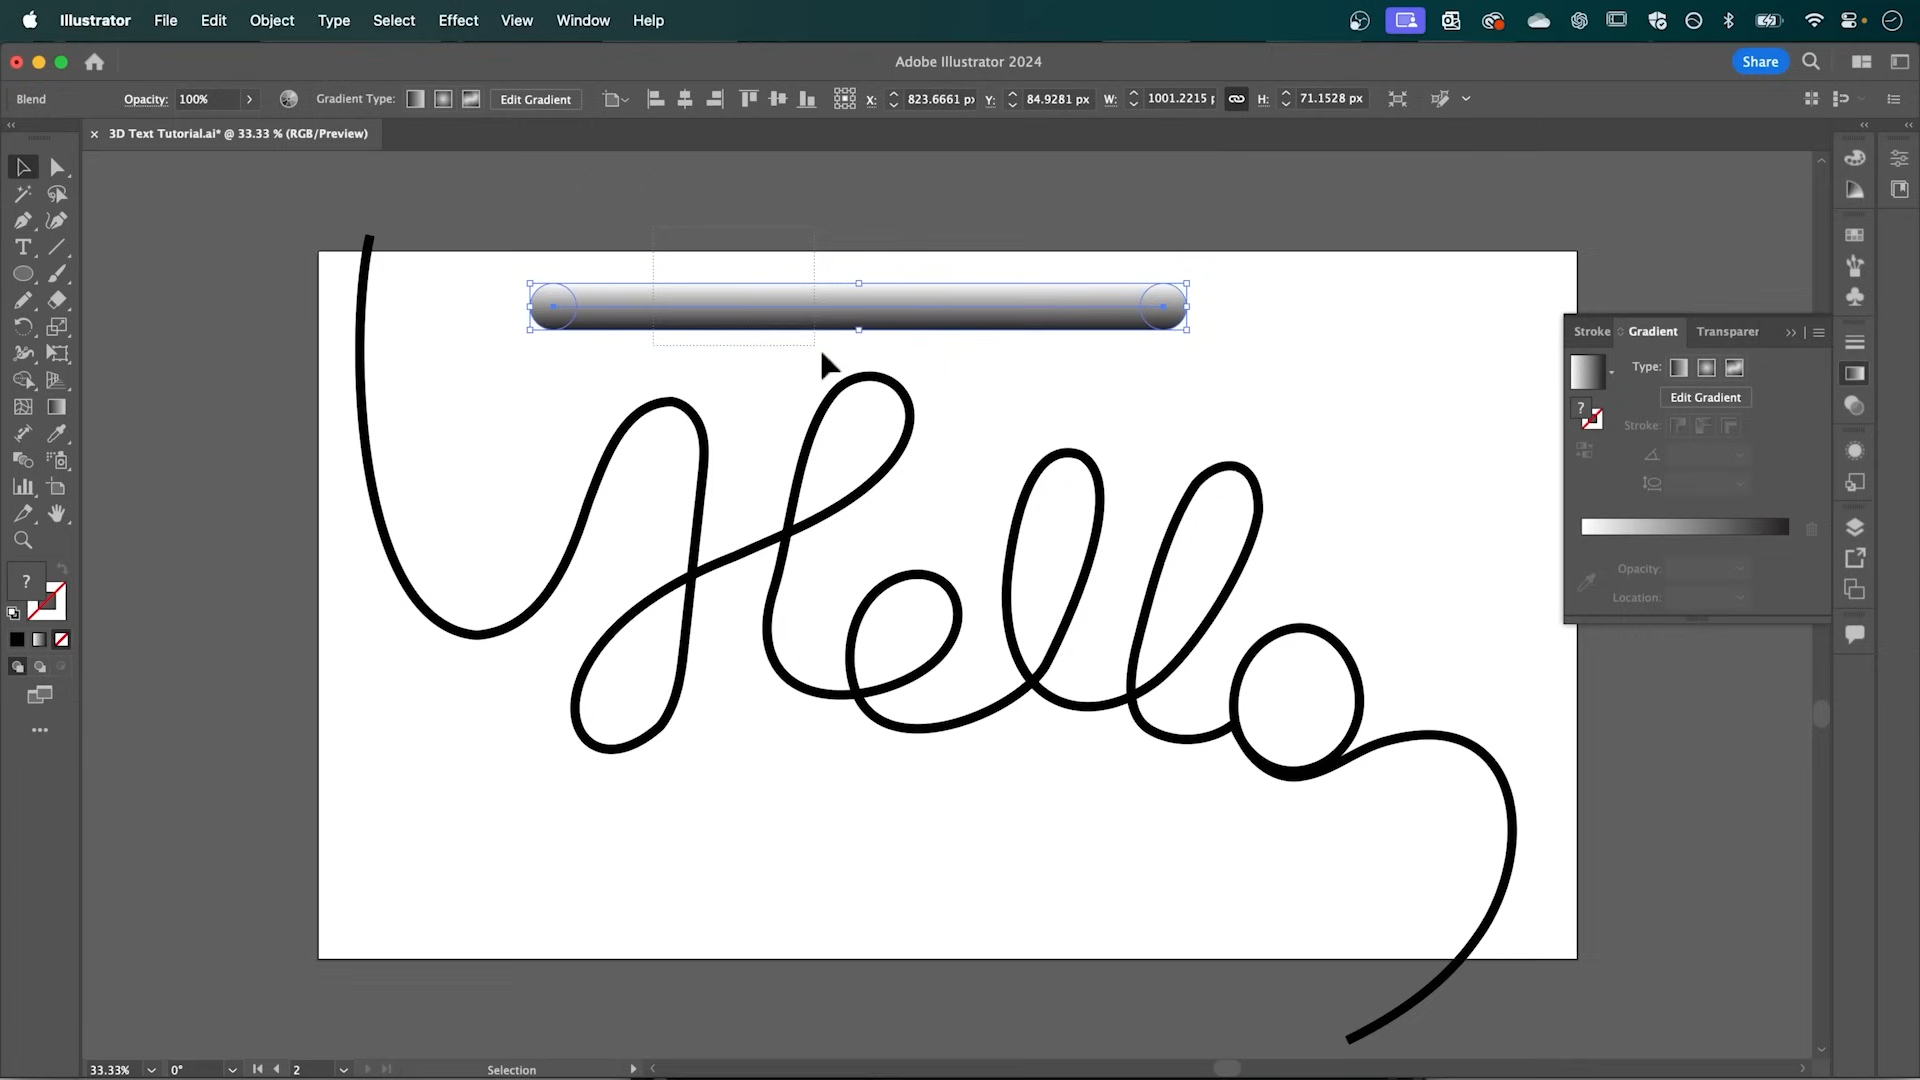 Illustrator File Edit Object Type Select Effect View Window Help
Adobe Illustrator 2024
Share
Blend Opacity: 100% Gradient Type: Edit Gradient X: 823.6661 p Y: 84.9281 px W: 1001.2215 p H: 71.1528 px
3D Text Tutorial.ai* @ 33.33 % (RGB/Preview)
Stroke Gradient Transparer
Type:
Edit Gradient
?
Stroke:
Opacity:
Location:
?
Hello
33.33% 0° 2 Selection